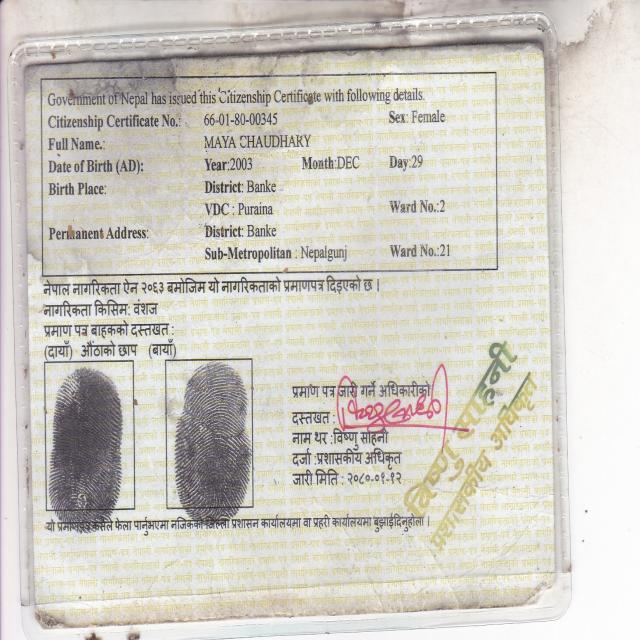 Government of Nepal has issued this Citizenship Certificate with following details.
Citizenship Certificate No.: 66-01-80-00345 Sex: Female
Full Name.: MAYA CHAUDHARY
Date of Birth (AD): Year:2003 Month:DEC Day:29
Birth Place: District: Banke
VDC : Puraina Ward No.:2
Permanent Address: District: Banke
Sub-Metropolitan : Nepalgunj Ward No.:21
नेपाल नागरिकता ऐन २०६३ बमोजिम यो नागरिकताको प्रमाणपत्र दिइएको छ ।
नागरिकता किसिम: वंशज
प्रमाण पत्र बाहकको दस्तखत :
(दायाँ) औंठाको छाप (बायाँ)
प्रमाण पत्र जारी गर्ने अधिकारीको
दस्तखत :
नाम थर : विष्णु साहनी
दर्जा : प्रशासकीय अधिकृत
जारी मिति : २०८०-०१-१२
विष्णु साहनी
प्रशासकीय अधिकृत
यो प्रमाणपत्र कसैले फेला पार्नुभएमा नजिकको जिल्ला प्रशासन कार्यालयमा वा प्रहरी कार्यालयमा बुझाईदिनुहोला ।